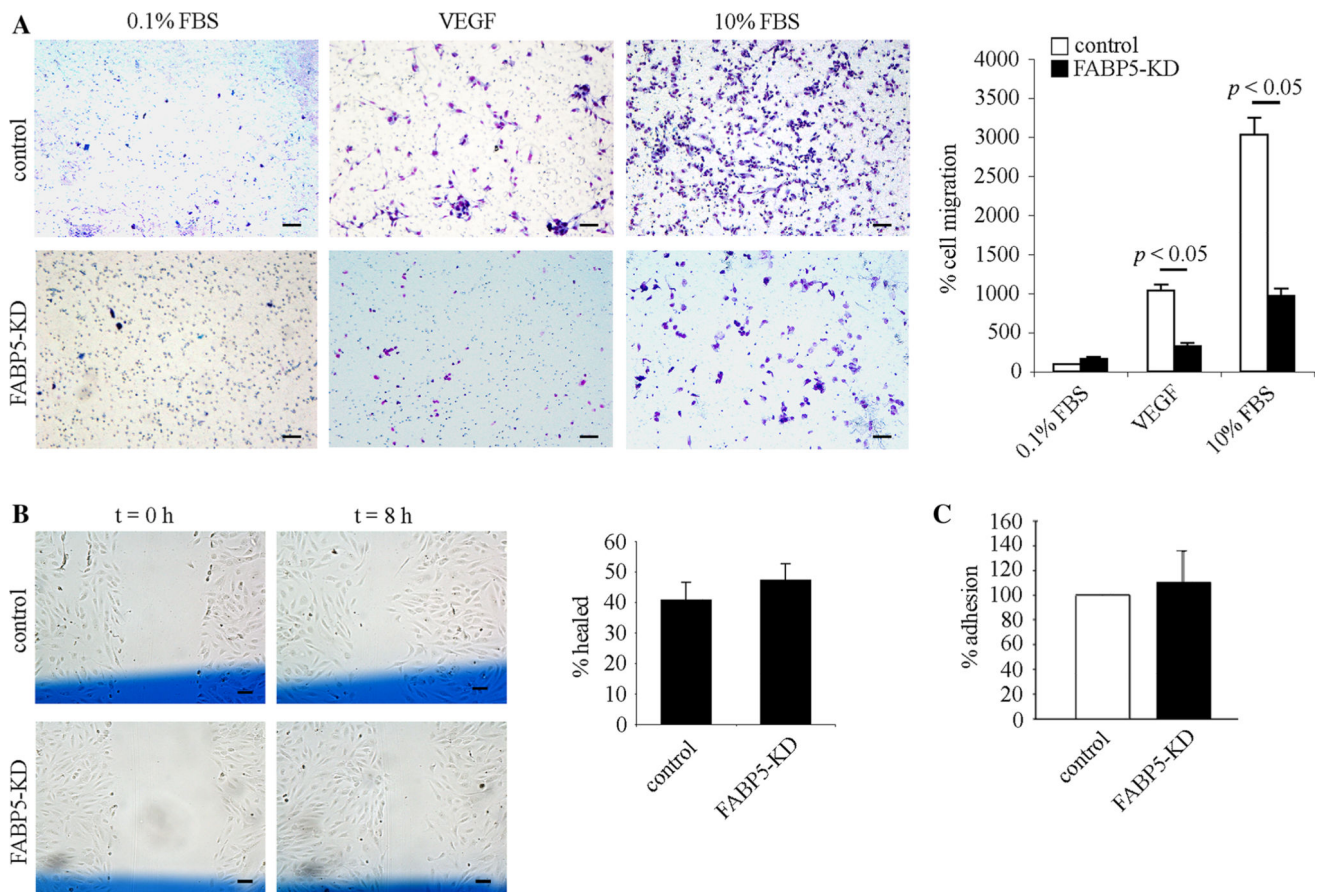 A
0.1% FBS
VEGF
10% FBS
control
FABP5-KD
control
FABP5-KD
% cell migration
4000
3500
3000
2500
2000
1500
1000
500
0
p < 0.05
p < 0.05
0.1% FBS
VEGF
10% FBS
B
t = 0 h
t = 8 h
control
FABP5-KD
% healed
60
50
40
30
20
10
0
control
FABP5-KD
C
% adhesion
160
140
120
100
80
60
40
20
0
control
FABP5-KD